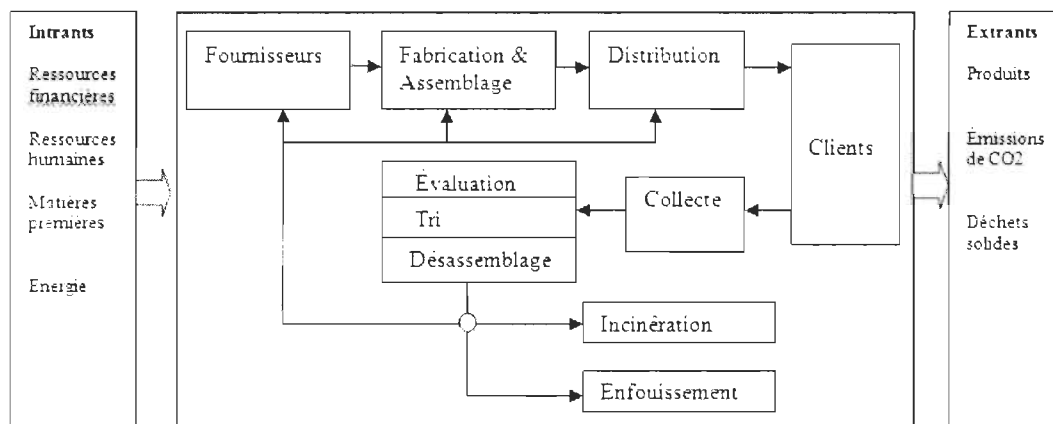 Intrants
Ressources
financières
Ressources
humaines
Matières
premières
Energie
Fournisseurs
Fabrication &
Assemblage
Distribution
Clients
Évaluation
Tri
Désassemblage
Collecte
Incinération
Enfouissement
Extrants
Produits
Émissions
de CO2
Déchets
solides